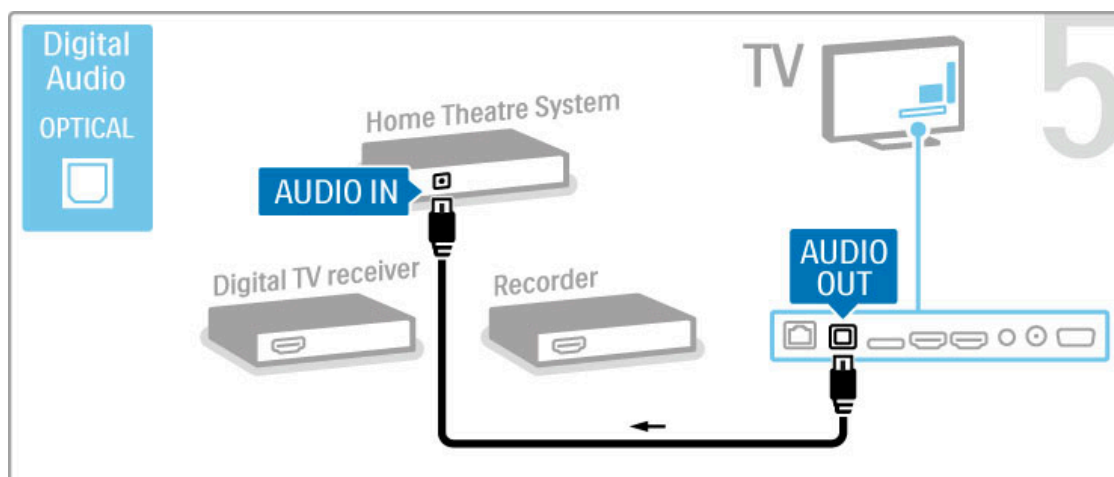 Digital
Audio
OPTICAL
TV
5
Home Theatre System
AUDIO IN
Digital TV receiver
Recorder
AUDIO
OUT